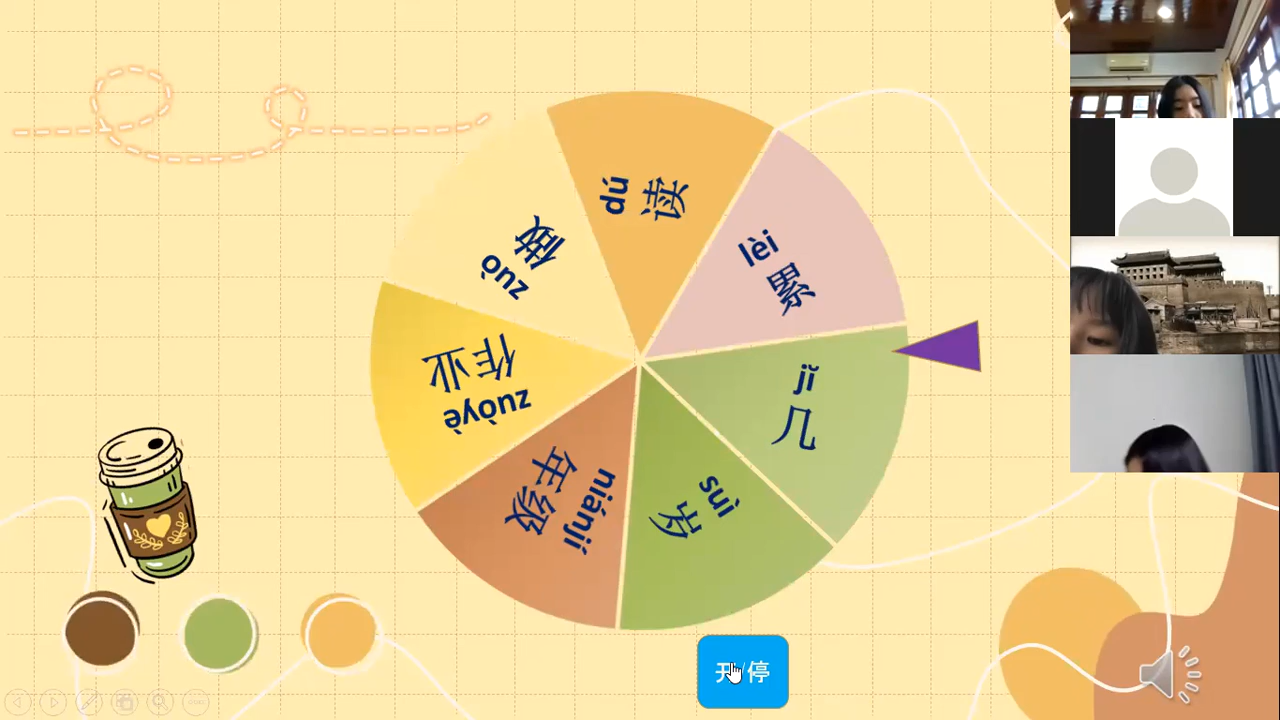 dú
读
lèi
累
jǐ
几
suì
岁
niánjí
年级
zuòyè
作业
zuò
做
开/停